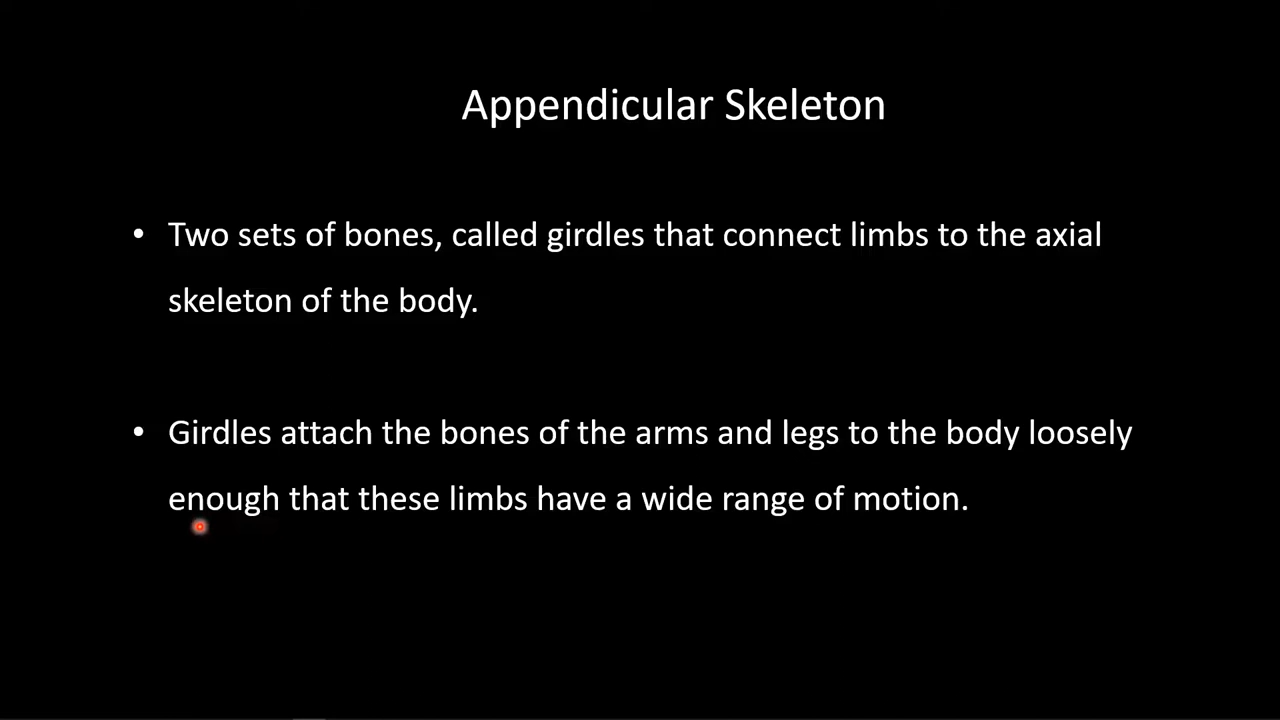 Appendicular Skeleton
• Two sets of bones, called girdles that connect limbs to the axial
skeleton of the body.
• Girdles attach the bones of the arms and legs to the body loosely
enough that these limbs have a wide range of motion.